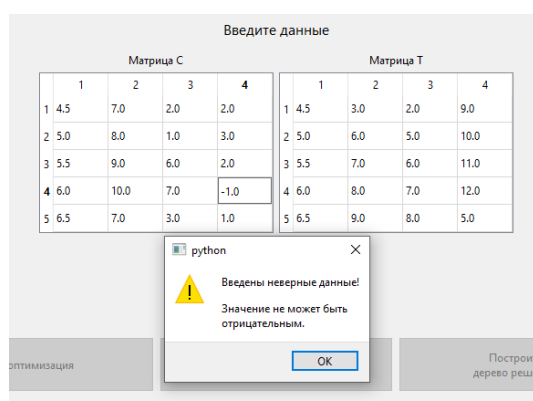 Введите данные
Матрица C Матрица T
1 2 3 4 1 2 3 4
1 4.5 7.0 2.0 2.0 1 4.5 3.0 2.0 9.0
2 5.0 8.0 1.0 3.0 2 5.0 6.0 5.0 10.0
3 5.5 9.0 6.0 2.0 3 5.5 7.0 6.0 11.0
4 6.0 10.0 7.0 -1.0 4 6.0 8.0 7.0 12.0
5 6.5 7.0 3.0 1.0 5 6.5 9.0 8.0 5.0
python
Введены неверные данные!
Значение не может быть
отрицательным.
OK
оптимизация
Построи
дерево реш